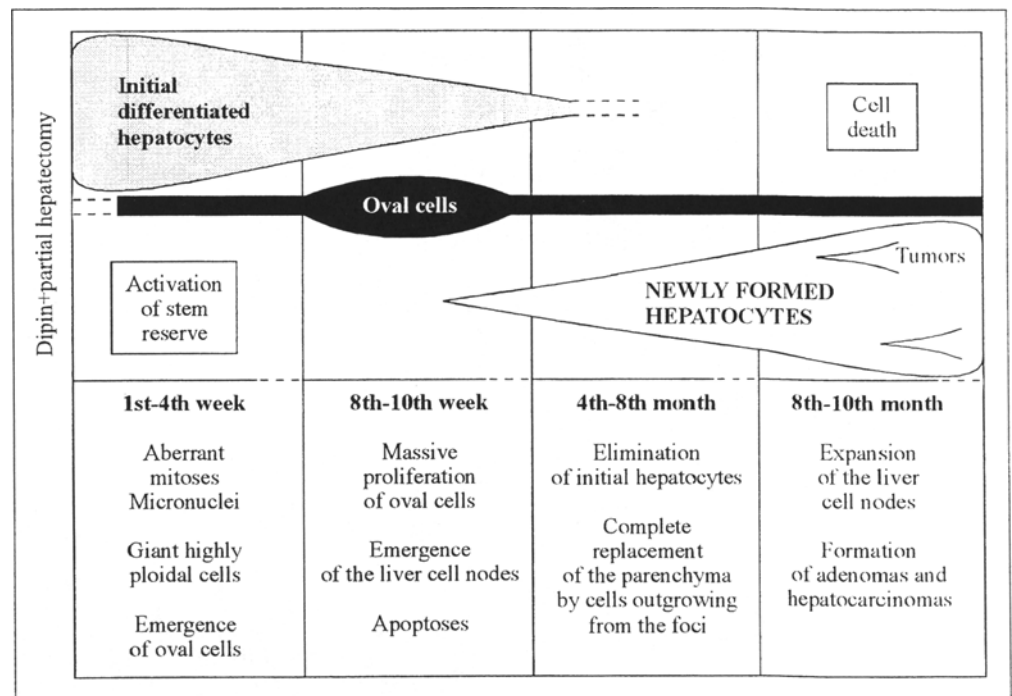 Dipin+partial hepatectomy
Initial
differentiated
hepatocytes
Cell
death
Oval cells
Activation
of stem
reserve
Tumors
NEWLY FORMED
HEPATOCYTES
1st-4th week
Aberrant
mitoses
Micronuclei
Giant highly
ploidal cells
Emergence
of oval cells
8th-10th week
Massive
proliferation
of oval cells
Emergence
of the liver cell nodes
Apoptoses
4th-8th month
Elimination
of initial hepatocytes
Complete
replacement
of the parenchyma
by cells outgrowing
from the foci
8th-10th month
Expansion
of the liver
cell nodes
Formation
of adenomas and
hepatocarcinomas